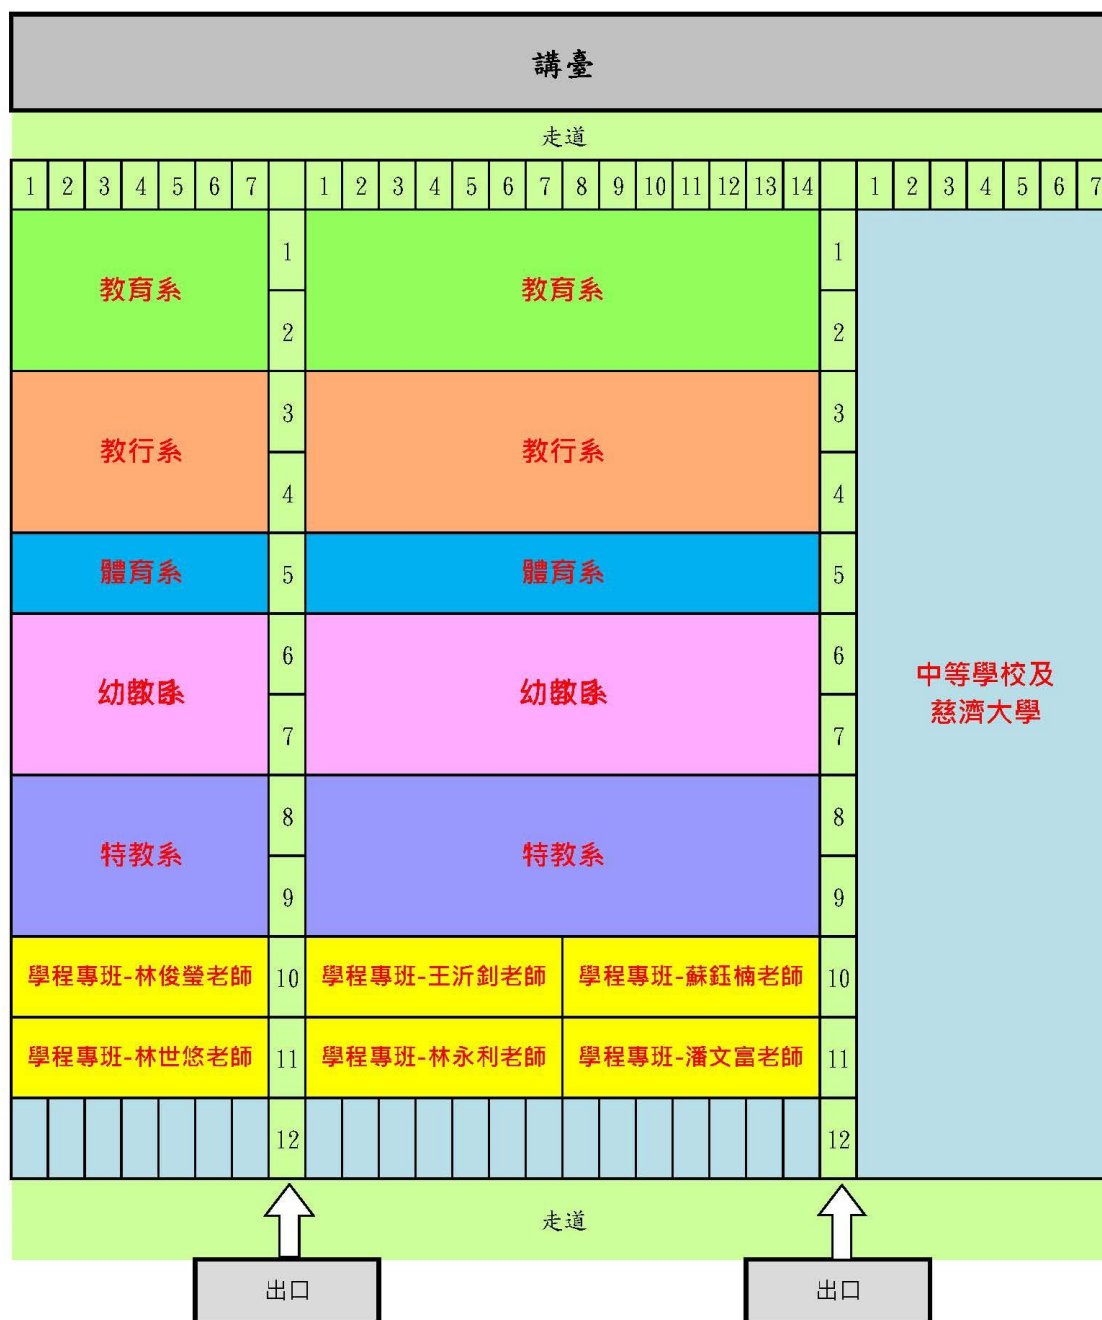 講臺
走道
1 2 3 4 5 6 7 1 2 3 4 5 6 7 8 9 10 11 12 13 14 1 2 3 4 5 6 7
1 1
教育系 教育系
2 2
3 3
教行系 教行系
4 4
體育系 5 體育系 5
6 6
中等學校及
幼教系 幼教系
慈濟大學
7 7
8 8
特教系 特教系
9 9
學程專班-林俊瑩老師 10 學程專班-王沂釗老師 學程專班-蘇鈺楠老師 10
學程專班-林世悠老師 11 學程專班-林永利老師 學程專班-潘文富老師 11
12 12
走道
出口 出口